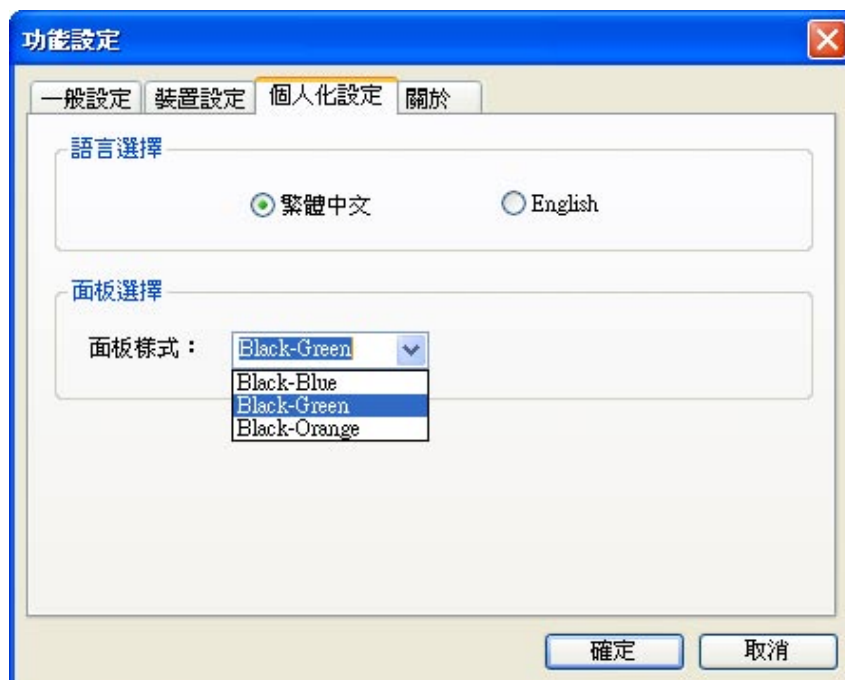 功能設定
一般設定 裝置設定 個人化設定 關於
語言選擇
繁體中文 English
面板選擇
面板樣式： Black-Green
Black-Blue
Black-Green
Black-Orange
確定 取消